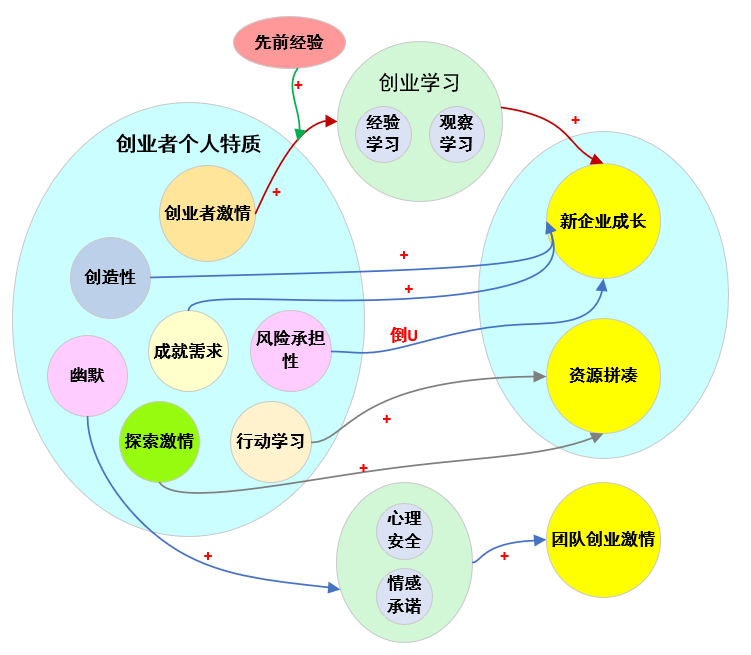 先前经验
+
创业学习
经验
学习
观察
学习
+
创业者个人特质
创业者激情
+
新企业成长
创造性
+
+
成就需求
风险承担
性
倒U
幽默
资源拼凑
探索激情
行动学习
+
+
心理
安全
情感
承诺
+
+
团队创业激情